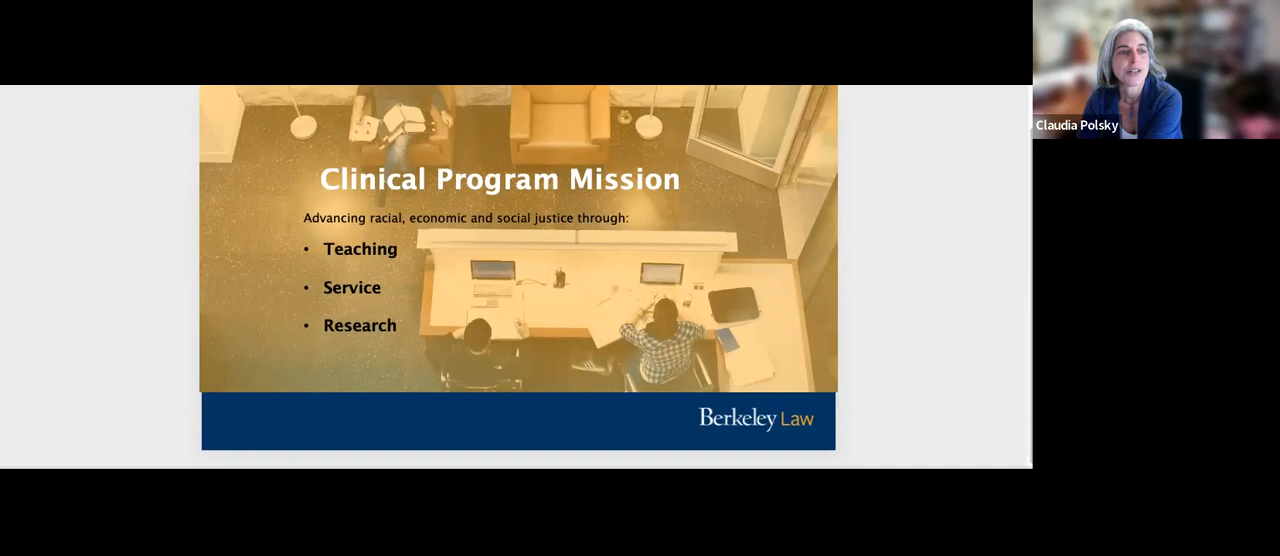 Clinical Program Mission
Advancing racial, economic and social justice through:
• Teaching
• Service
• Research
Berkeley Law
Claudia Polsky